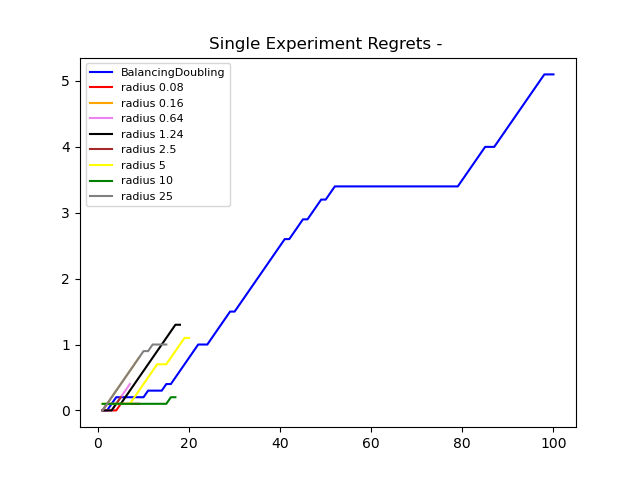 Single Experiment Regrets -
BalancingDoubling
radius 0.08
radius 0.16
radius 0.64
radius 1.24
radius 2.5
radius 5
radius 10
radius 25
5
4
3
2
1
0
0 20 40 60 80 100